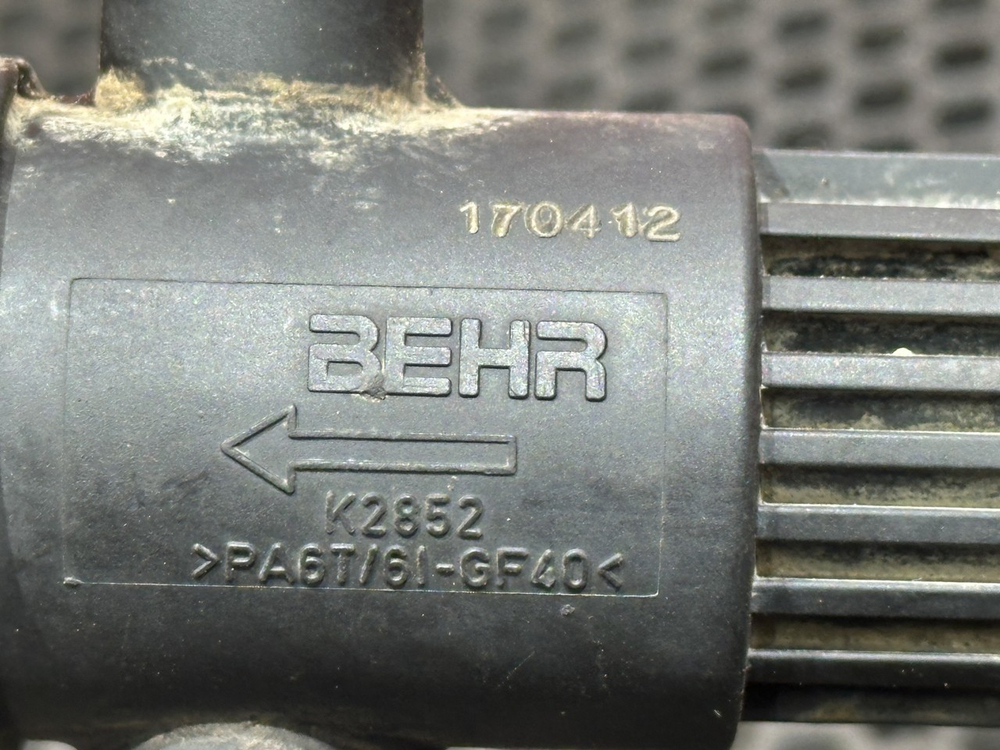 170412
BEHR
K2852
>PA6T/6I-GF40<